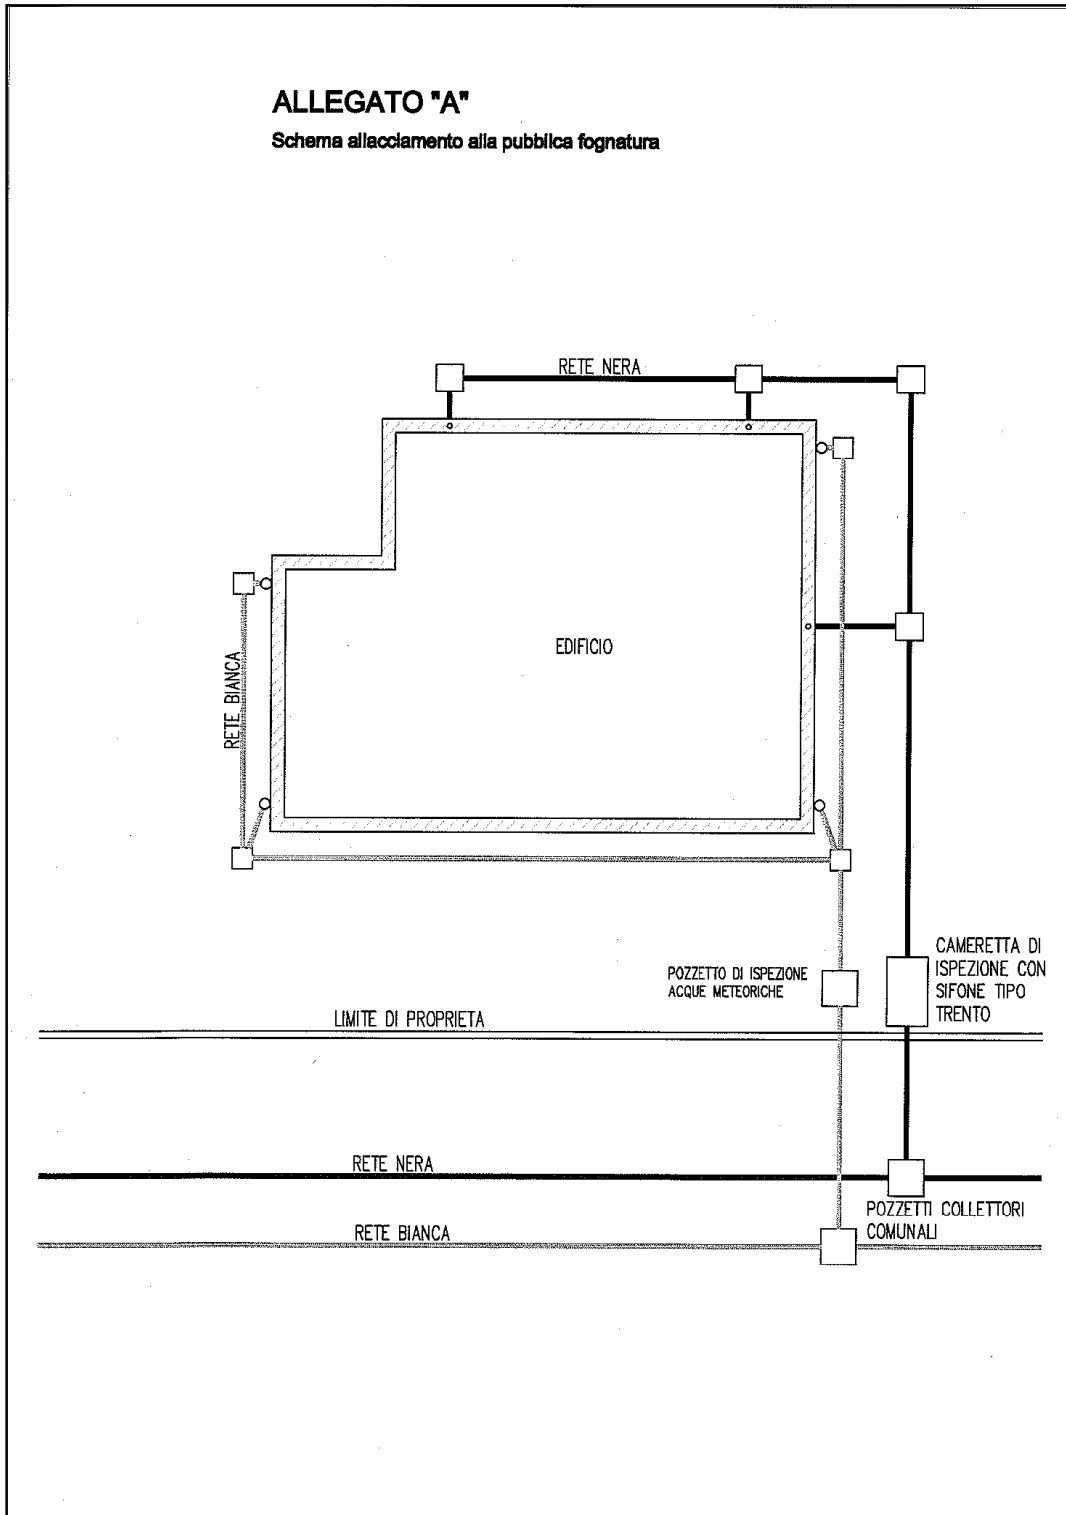 ALLEGATO "A"
Schema allacciamento alla pubblica fognatura
RETE NERA
EDIFICIO
RETE BIANCA
CAMERETTA DI
ISPEZIONE CON
SIFONE TIPO
TRENTO
POZZETTO DI ISPEZIONE
ACQUE METEORICHE
LIMITE DI PROPRIETA
RETE NERA
POZZETTI COLLETTORI
COMUNALI
RETE BIANCA